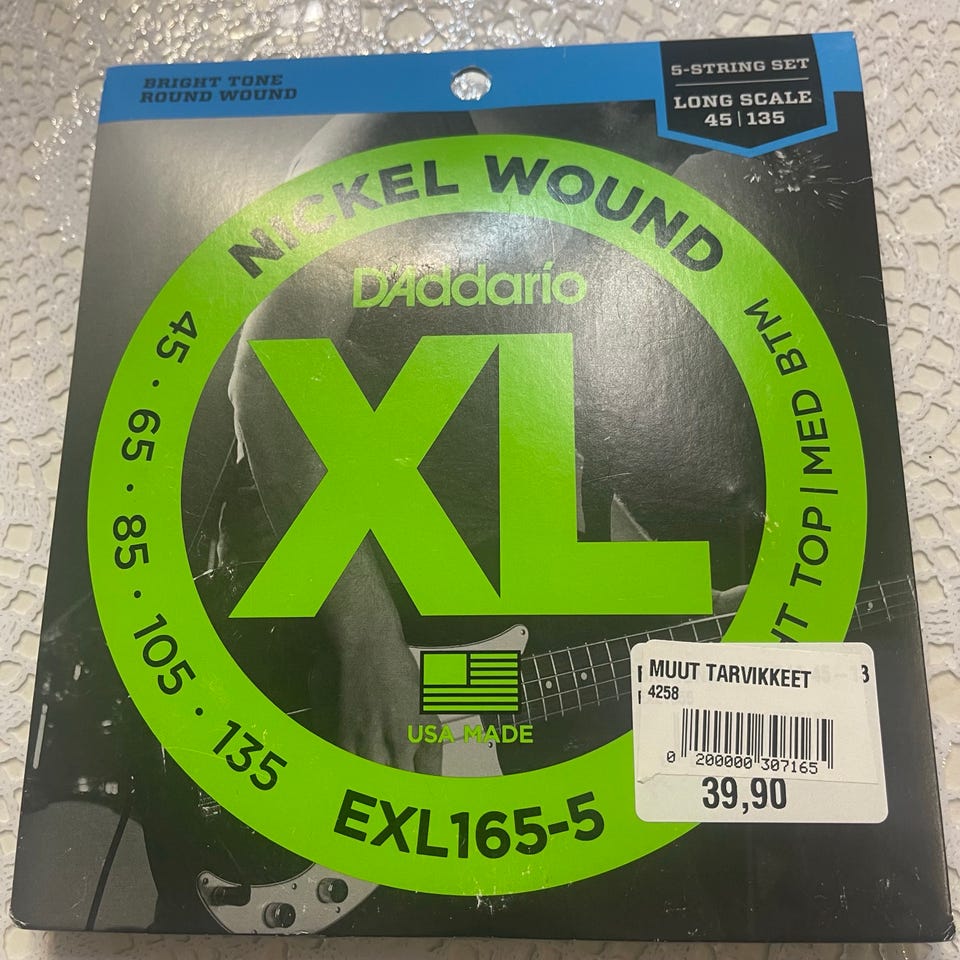 BRIGHT TONE
ROUND WOUND
5-STRING SET
LONG SCALE
45|135
NICKEL WOUND
D'Addario
XL
45 · 65 · 85 · 105 · 135
TOP | MED BTM
USA MADE
EXL165-5
MUUT TARVIKKEET
4258
0 200000 307165
39,90